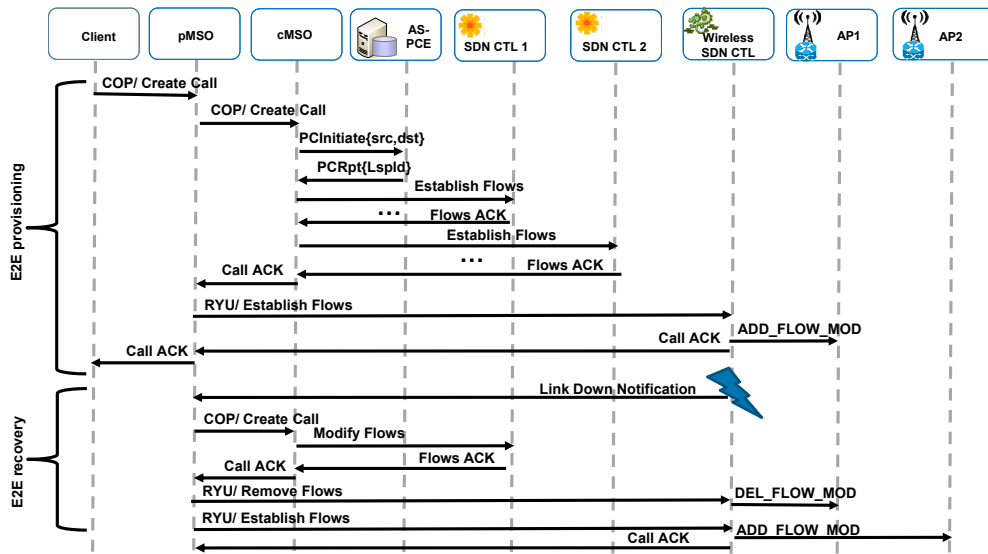 Client
pMSO
cMSO
AS-
PCE
SDN CTL 1
SDN CTL 2
Wireless
SDN CTL
AP1
AP2
E2E provisioning
COP/ Create Call
COP/ Create Call
PCInitiate{src,dst}
PCRpt{LspId}
Establish Flows
...
Flows ACK
Establish Flows
...
Flows ACK
Call ACK
RYU/ Establish Flows
ADD_FLOW_MOD
Call ACK
Call ACK
E2E recovery
Link Down Notification
COP/ Create Call
Modify Flows
Flows ACK
Call ACK
RYU/ Remove Flows
DEL_FLOW_MOD
RYU/ Establish Flows
ADD_FLOW_MOD
Call ACK